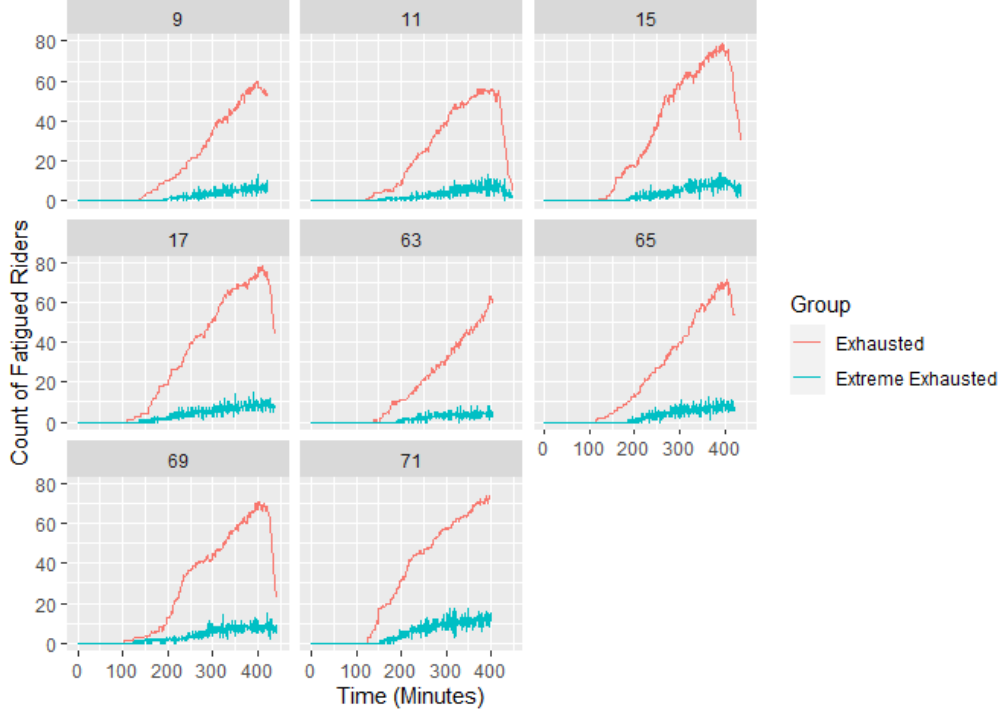 9 11 15
80
60
40
20
0
17 63 65
80
60
40
20
0
0 100 200 300 400
69 71
80
60
40
20
0
0 100 200 300 400 0 100 200 300 400
Time (Minutes)
Count of Fatigued Riders
Group
Exhausted
Extreme Exhausted